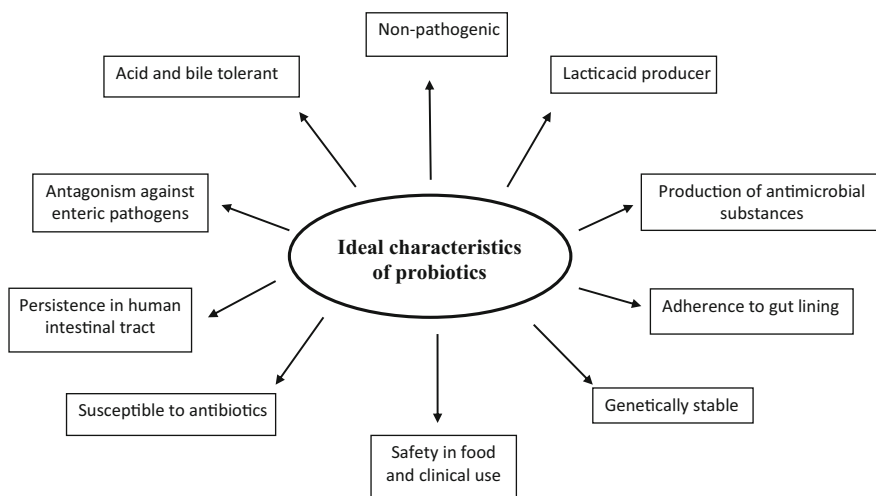 Non-pathogenic
Acid and bile tolerant
Lacticacid producer
Antagonism against
enteric pathogens
Production of antimicrobial
substances
Ideal characteristics
of probiotics
Persistence in human
intestinal tract
Adherence to gut lining
Susceptible to antibiotics
Genetically stable
Safety in food
and clinical use